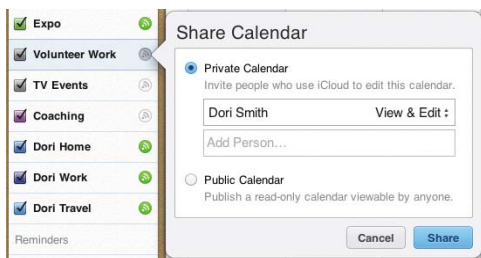 Expo
Volunteer Work
TV Events
Coaching
Dori Home
Dori Work
Dori Travel
Reminders
Share Calendar
Private Calendar
Invite people who use iCloud to edit this calendar.
Dori Smith View & Edit
Add Person...
Public Calendar
Publish a read-only calendar viewable by anyone.
Cancel Share